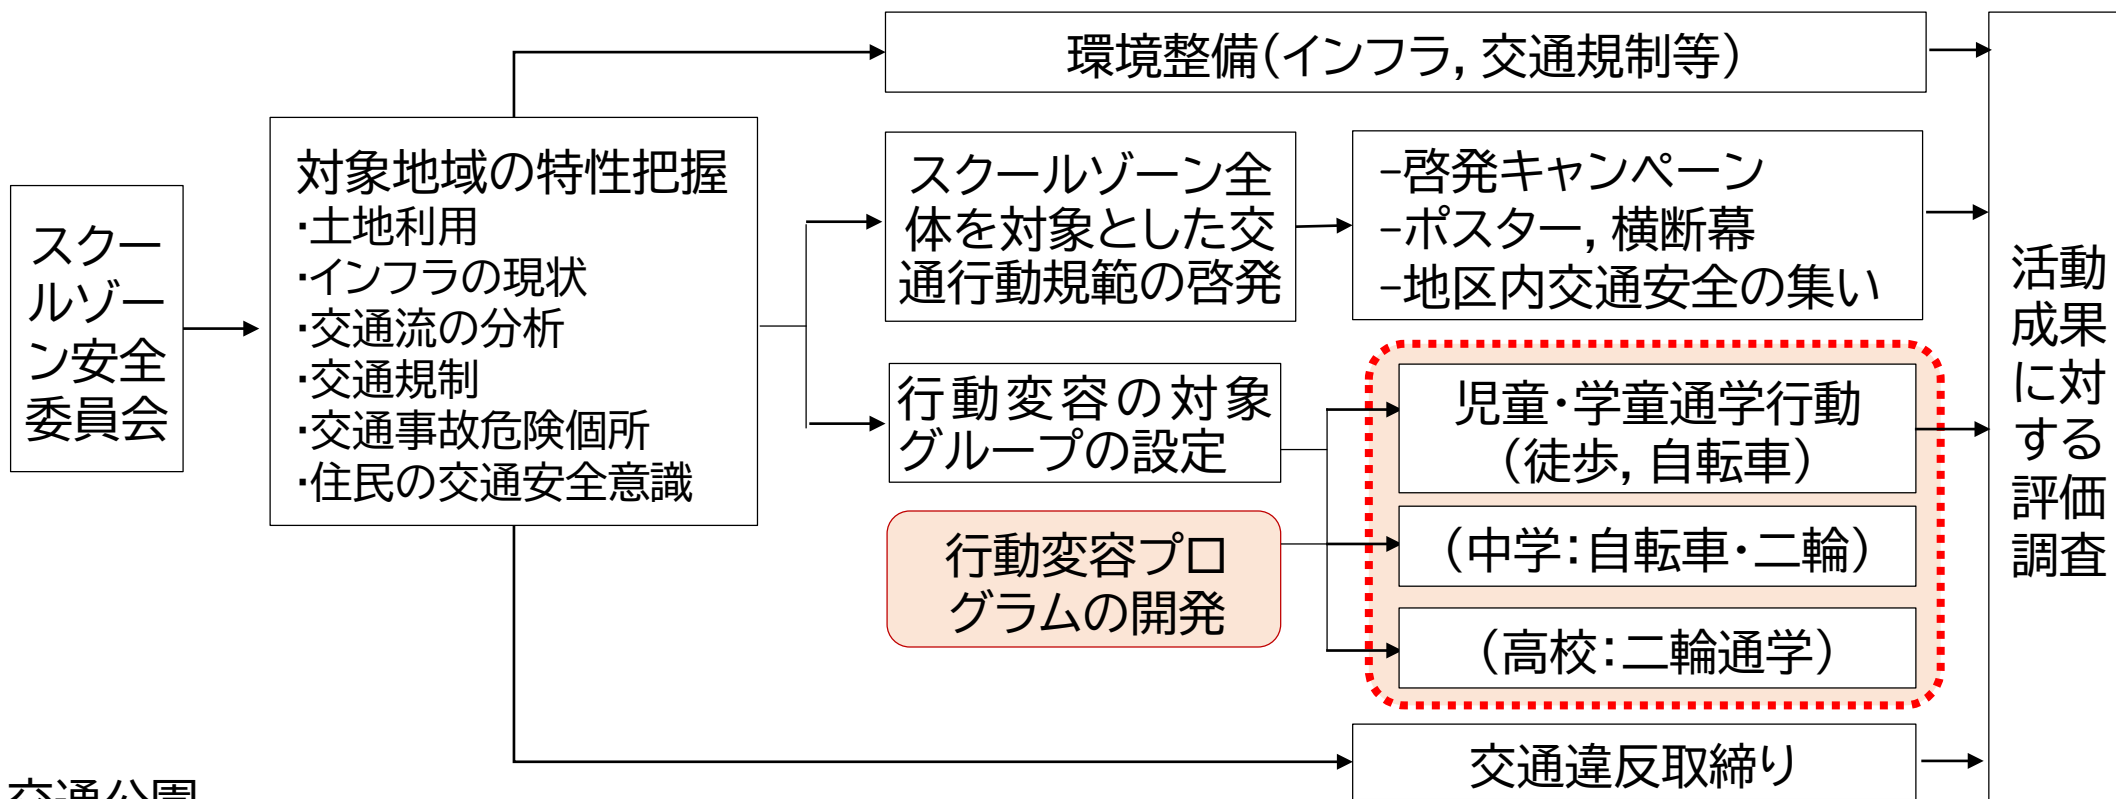 スクー
ルゾー
ン安全
委員会
対象地域の特性把握
・土地利用
・インフラの現状
・交通流の分析
・交通規制
・交通事故危険個所
・住民の交通安全意識
環境整備(インフラ, 交通規制等)
スクールゾーン全
体を対象とした交
通行動規範の啓発
-啓発キャンペーン
-ポスター, 横断幕
-地区内交通安全の集い
行動変容の対象
グループの設定
行動変容プロ
グラムの開発
児童・学童通学行動
(徒歩, 自転車)
(中学:自転車・二輪)
(高校:二輪通学)
交通違反取締り
活動
成果
に対
する
評価
調査
交通公園